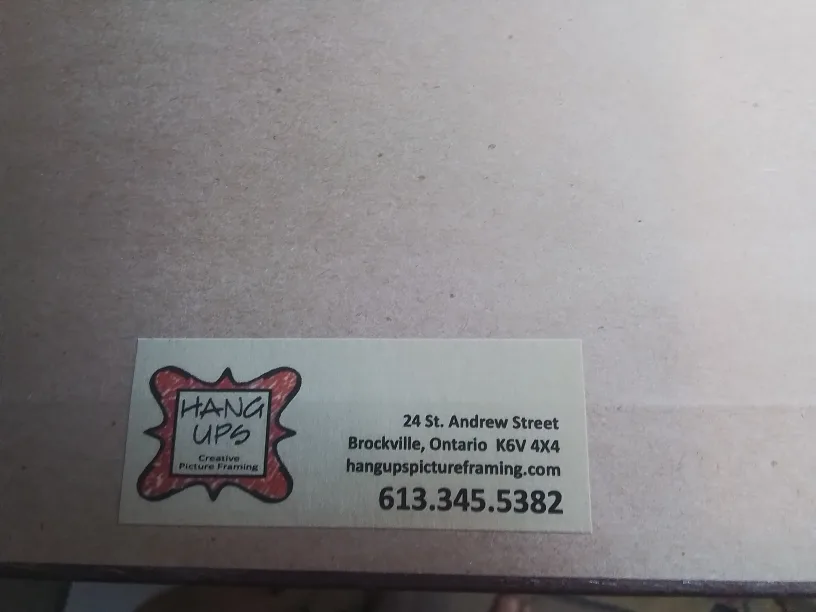 HANG
UPS
Creative
Picture Framing
24 St. Andrew Street
Brockville, Ontario K6V 4X4
hangupspictureframing.com
613.345.5382